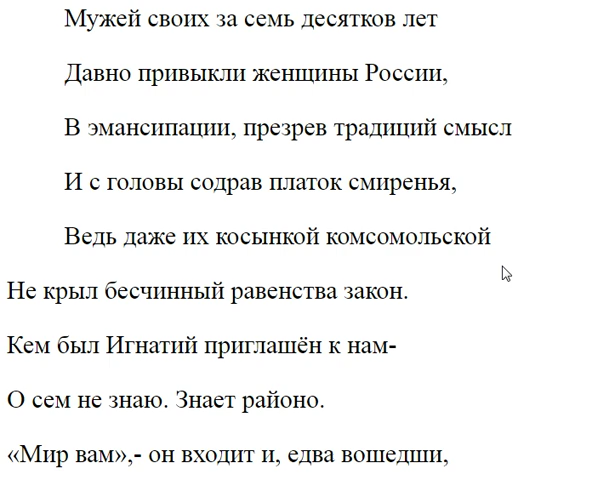 Мужей своих за семь десятков лет
Давно привыкли женщины России,
В эмансипации, презрев традиций смысл
И с головы содрав платок смиренья,
Ведь даже их косынкой комсомольской
Не крыл бесчинный равенства закон.
Кем был Игнатий приглашён к нам-
О сем не знаю. Знает районо.
«Мир вам»,- он входит и, едва вошедши,